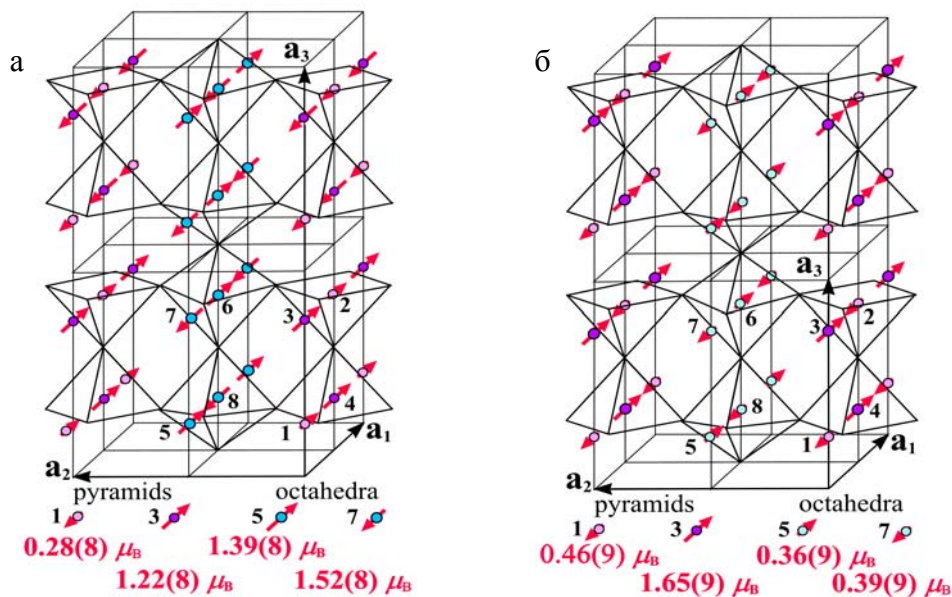 а
a3
7
6
3
2
8
4
5
1
a1
a2
pyramids
octahedra
1
3
5
7
0.28(8) μB
1.39(8) μB
1.22(8) μB
1.52(8) μB
б
a3
6
2
7
3
8
4
5
1
a1
a2
pyramids
octahedra
1
3
5
7
0.46(9) μB
0.36(9) μB
1.65(9) μB
0.39(9) μB